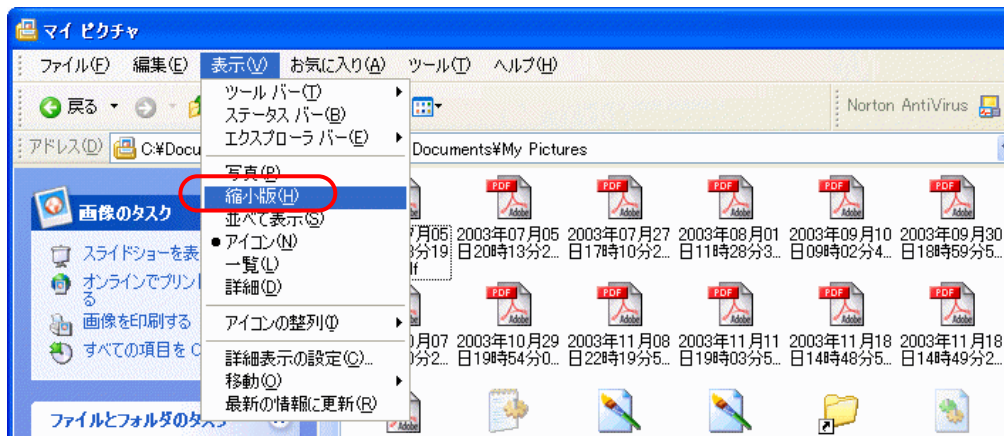 マイ ピクチャ
ファイル(F) 編集(E) 表示(V) お気に入り(A) ツール(T) ヘルプ(H)
戻る
Norton AntiVirus
アドレス(D) C:¥Docu
Documents¥My Pictures
ツール バー(T)
ステータス バー(B)
エクスプローラ バー(E)
写真(P)
縮小版(H)
並べて表示(S)
アイコン(N)
一覧(L)
詳細(D)
アイコンの整列(I)
詳細表示の設定(C)...
移動(O)
最新の情報に更新(R)
画像のタスク
スライドショーを表
オンラインでプリント
る
画像を印刷する
すべての項目を C
ファイルとフォルダのタスク
7月05 2003年07月05 2003年07月27 2003年08月01 2003年09月10 2003年09月30
分19 日20時13分2... 日17時10分2... 日11時28分3... 日09時02分4... 日18時59分5...
月07 2003年10月29 2003年11月08 2003年11月11 2003年11月18 2003年11月18
分2... 日19時54分0... 日22時19分5... 日19時03分5... 日14時48分5... 日14時49分2...